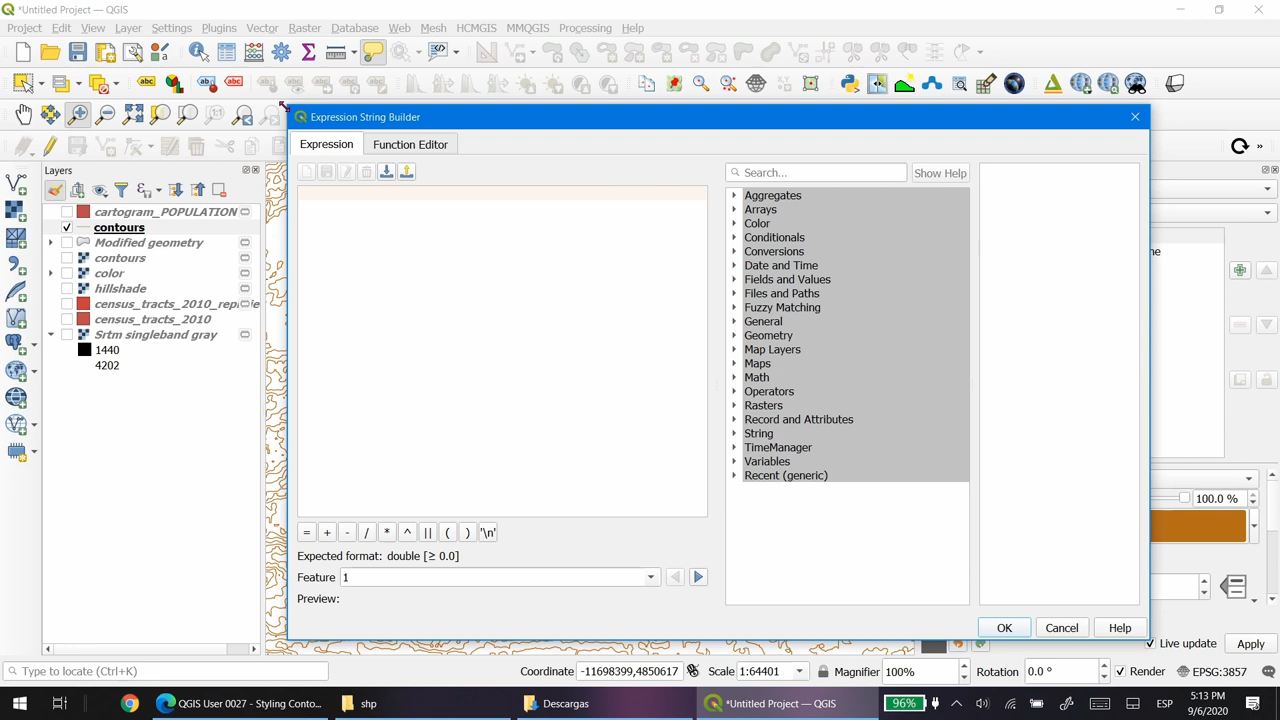 *Untitled Project — QGIS
Project Edit View Layer Settings Plugins Vector Raster Database Web Mesh HCMGIS MMQGIS Processing Help
Expression String Builder
Expression Function Editor
Search... Show Help
Aggregates
Arrays
Color
Conditionals
Conversions
Date and Time
Fields and Values
Files and Paths
Fuzzy Matching
General
Geometry
Map Layers
Maps
Math
Operators
Rasters
Record and Attributes
String
TimeManager
Variables
Recent (generic)
= + - / * ^ || ( ) '\n'
Expected format: double [≥ 0.0]
Feature 1
Preview:
OK Cancel Help
Layers
cartogram_POPULATION
contours
Modified geometry
contours
color
hillshade
census_tracts_2010
Srtm singleband gray
1440
4202
100.0 %
Live update Apply
Type to locate (Ctrl+K) Coordinate -11698399,4850617 Scale 1:64401 Magnifier 100% Rotation 0.0 ° Render EPSG:3857
QGIS Uso 0027 - Styling Conto... shp Descargas *Untitled Project — QGIS 96% ESP 5:13 PM
9/6/2020